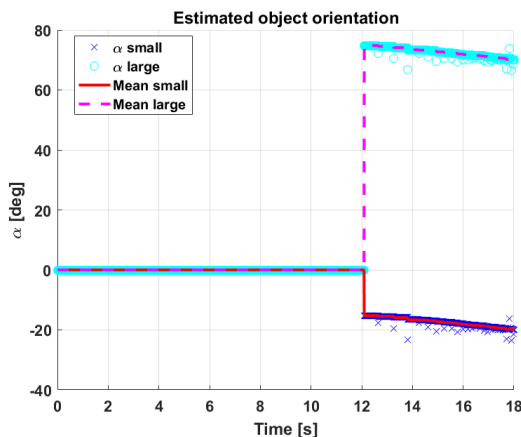 Estimated object orientation
α small
α large
Mean small
Mean large
80
60
40
20
0
-20
-40
α [deg]
0 2 4 6 8 10 12 14 16 18
Time [s]